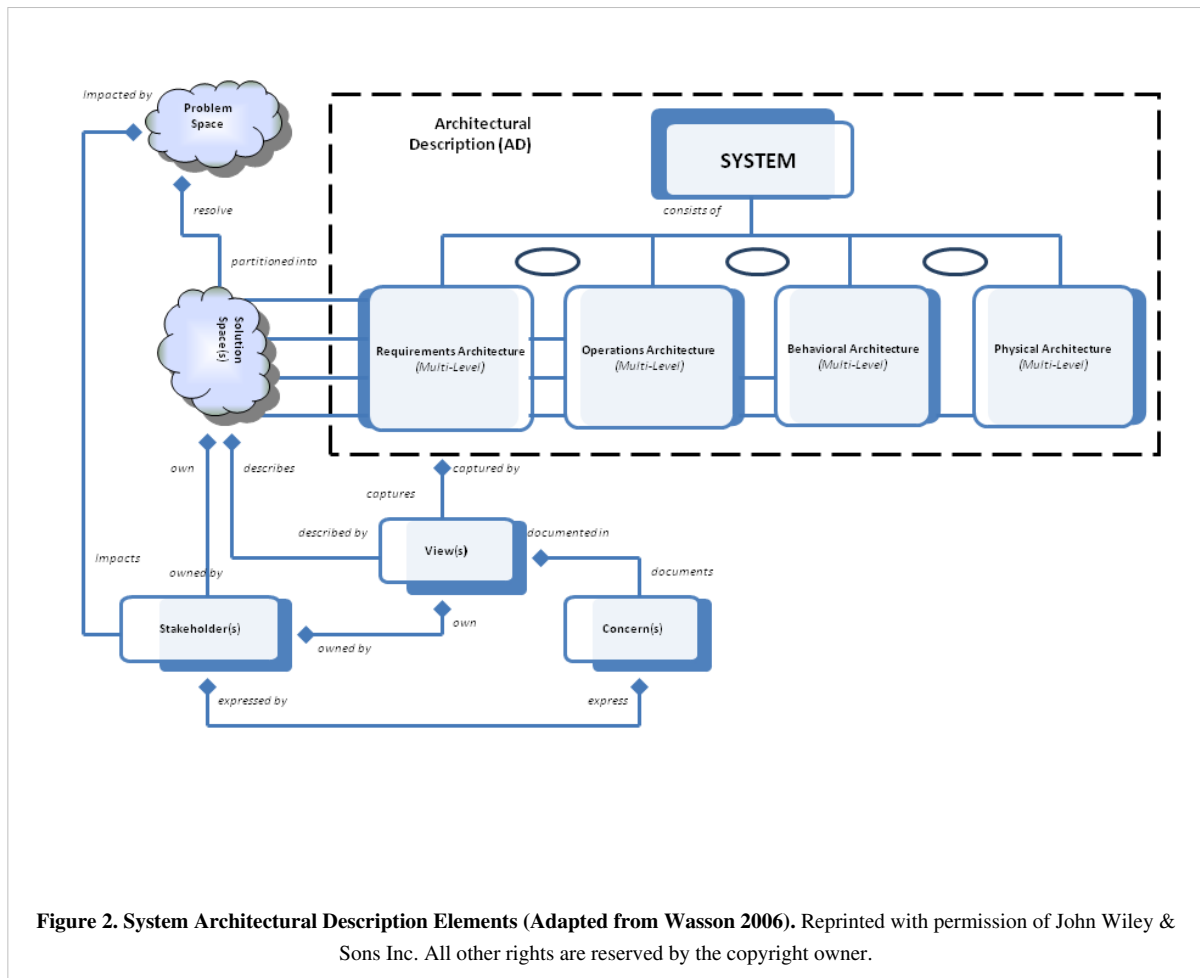 Impacted by
Problem
Space
Architectural
Description (AD)
SYSTEM
consists of
resolve
partitioned into
Solution
Space(s)
Requirements Architecture
(Multi-Level)
Operations Architecture
(Multi-Level)
Behavioral Architecture
(Multi-Level)
Physical Architecture
(Multi-Level)
own
describes
captured by
captures
described by
documented in
View(s)
Impacts
owned by
documents
Stakeholder(s)
owned by
own
Concern(s)
expressed by
express
Figure 2. System Architectural Description Elements (Adapted from Wasson 2006). Reprinted with permission of John Wiley &
Sons Inc. All other rights are reserved by the copyright owner.